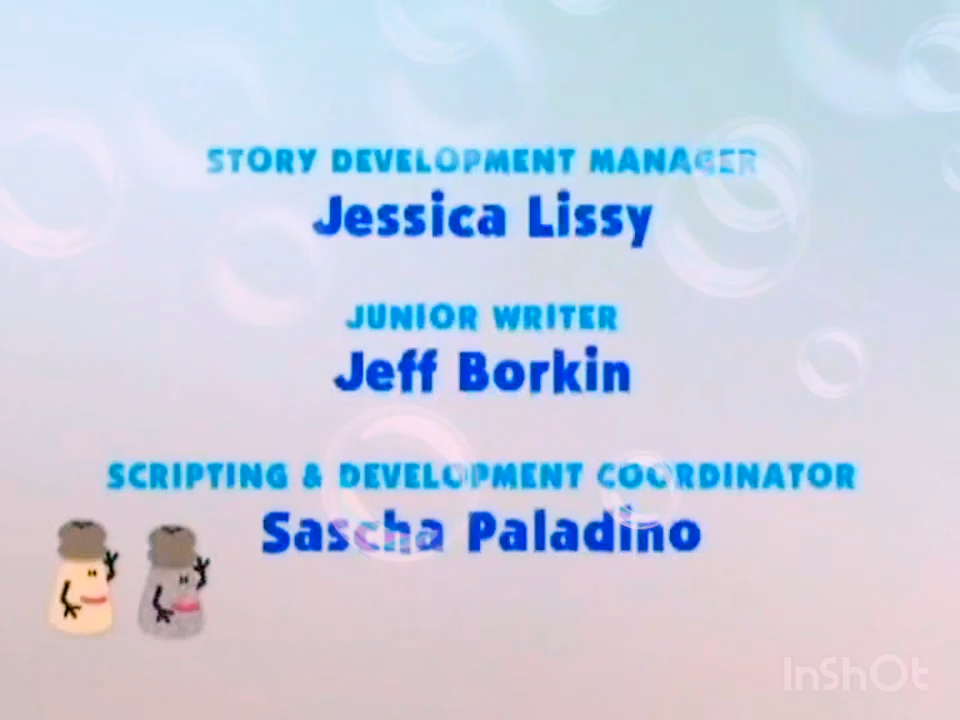 STORY DEVELOPMENT MANAGER
Jessica Lissy
JUNIOR WRITER
Jeff Borkin
SCRIPTING & DEVELOPMENT COORDINATOR
Sascha Paladino
InShOt